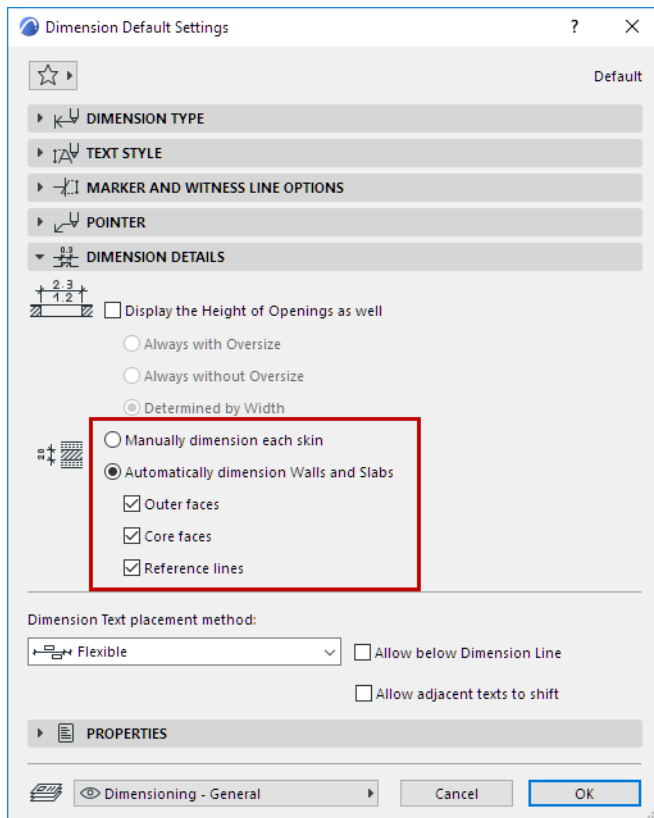 Dimension Default Settings ? ×
Default
DIMENSION TYPE
TEXT STYLE
MARKER AND WITNESS LINE OPTIONS
POINTER
0.3
DIMENSION DETAILS
2.3
1.2
Display the Height of Openings as well
Always with Oversize
Always without Oversize
Determined by Width
Manually dimension each skin
20
Automatically dimension Walls and Slabs
Outer faces
Core faces
Reference lines
Dimension Text placement method:
Flexible
Allow below Dimension Line
Allow adjacent texts to shift
PROPERTIES
Dimensioning - General
Cancel
OK